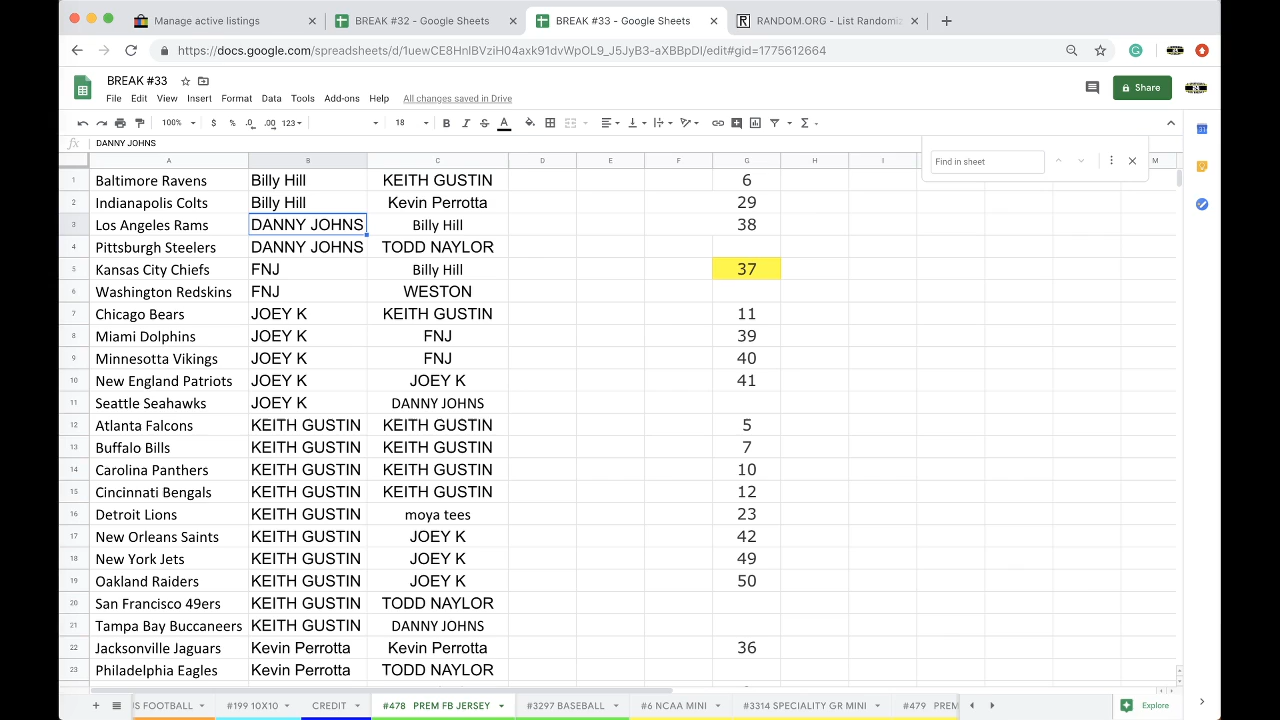 Manage active listings
BREAK #32 - Google Sheets
BREAK #33 - Google Sheets
RANDOM.ORG - List Randomiz
https://docs.google.com/spreadsheets/d/1uewCE8HnIBVziH04axk91dvWpOL9_J5JyB3-aXBBpDI/edit#gid=1775612664
BREAK #33
File Edit View Insert Format Data Tools Add-ons Help All changes saved in Drive
Share
100% $ % .0 .00 123 18 B I S A
fx DANNY JOHNS
Find in sheet
A B C D E F G H I M
1 Baltimore Ravens Billy Hill KEITH GUSTIN 6
2 Indianapolis Colts Billy Hill Kevin Perrotta 29
3 Los Angeles Rams DANNY JOHNS Billy Hill 38
4 Pittsburgh Steelers DANNY JOHNS TODD NAYLOR
5 Kansas City Chiefs FNJ Billy Hill 37
6 Washington Redskins FNJ WESTON
7 Chicago Bears JOEY K KEITH GUSTIN 11
8 Miami Dolphins JOEY K FNJ 39
9 Minnesotta Vikings JOEY K FNJ 40
10 New England Patriots JOEY K JOEY K 41
11 Seattle Seahawks JOEY K DANNY JOHNS
12 Atlanta Falcons KEITH GUSTIN KEITH GUSTIN 5
13 Buffalo Bills KEITH GUSTIN KEITH GUSTIN 7
14 Carolina Panthers KEITH GUSTIN KEITH GUSTIN 10
15 Cincinnati Bengals KEITH GUSTIN KEITH GUSTIN 12
16 Detroit Lions KEITH GUSTIN moya tees 23
17 New Orleans Saints KEITH GUSTIN JOEY K 42
18 New York Jets KEITH GUSTIN JOEY K 49
19 Oakland Raiders KEITH GUSTIN JOEY K 50
20 San Francisco 49ers KEITH GUSTIN TODD NAYLOR
21 Tampa Bay Buccaneers KEITH GUSTIN DANNY JOHNS
22 Jacksonville Jaguars Kevin Perrotta Kevin Perrotta 36
23 Philadelphia Eagles Kevin Perrotta TODD NAYLOR
S FOOTBALL #199 10X10 CREDIT #478 PREM FB JERSEY #3297 BASEBALL #6 NCAA MINI #3314 SPECIALITY OR MINI #479 PREM Explore